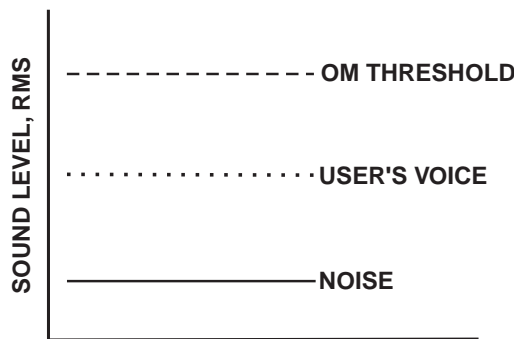 SOUND LEVEL, RMS
OM THRESHOLD
USER'S VOICE
NOISE